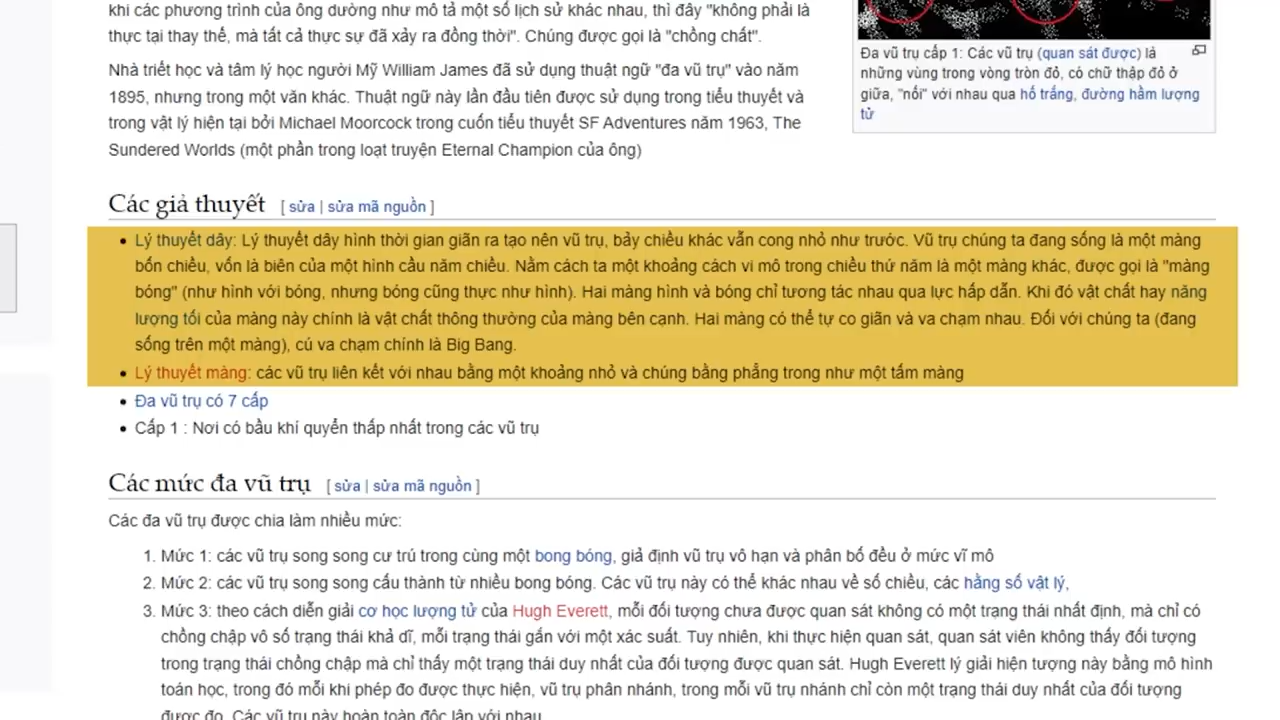 khi các phương trình của ông dường như mô tả một số lịch sử khác nhau, thì đây "không phải là
thực tại thay thế, mà tất cả thực sự đã xảy ra đồng thời". Chúng được gọi là "chồng chất".
Nhà triết học và tâm lý học người Mỹ William James đã sử dụng thuật ngữ "đa vũ trụ" vào năm
1895, nhưng trong một văn khác. Thuật ngữ này lần đầu tiên được sử dụng trong tiểu thuyết và
trong vật lý hiện tại bởi Michael Moorcock trong cuốn tiểu thuyết SF Adventures năm 1963, The
Sundered Worlds (một phần trong loạt truyện Eternal Champion của ông)
Đa vũ trụ cấp 1: Các vũ trụ (quan sát được) là
những vùng trong vòng tròn đỏ, có chữ thập đỏ ở
giữa, "nối" với nhau qua hố trắng, đường hầm lượng
tử
Các giả thuyết [ sửa | sửa mã nguồn ]
• Lý thuyết dây: Lý thuyết dây hình thời gian giãn ra tạo nên vũ trụ, bảy chiều khác vẫn cong nhỏ như trước. Vũ trụ chúng ta đang sống là một màng
bốn chiều, vốn là biên của một hình cầu năm chiều. Nằm cách ta một khoảng cách vi mô trong chiều thứ năm là một màng khác, được gọi là "màng
bóng" (như hình với bóng, nhưng bóng cũng thực như hình). Hai màng hình và bóng chỉ tương tác nhau qua lực hấp dẫn. Khi đó vật chất hay năng
lượng tối của màng này chính là vật chất thông thường của màng bên cạnh. Hai màng có thể tự co giãn và va chạm nhau. Đối với chúng ta (đang
sống trên một màng), cú va chạm chính là Big Bang.
• Lý thuyết màng: các vũ trụ liên kết với nhau bằng một khoảng nhỏ và chúng bằng phẳng trong như một tấm màng
• Đa vũ trụ có 7 cấp
• Cấp 1 : Nơi có bầu khí quyển thấp nhất trong các vũ trụ
Các mức đa vũ trụ [ sửa | sửa mã nguồn ]
Các đa vũ trụ được chia làm nhiều mức:
1. Mức 1: các vũ trụ song song cư trú trong cùng một bong bóng, giả định vũ trụ vô hạn và phân bố đều ở mức vĩ mô
2. Mức 2: các vũ trụ song song cấu thành từ nhiều bong bóng. Các vũ trụ này có thể khác nhau về số chiều, các hằng số vật lý,
3. Mức 3: theo cách diễn giải cơ học lượng tử của Hugh Everett, mỗi đối tượng chưa được quan sát không có một trạng thái nhất định, mà chỉ có
chồng chập vô số trạng thái khả dĩ, mỗi trạng thái gắn với một xác suất. Tuy nhiên, khi thực hiện quan sát, quan sát viên không thấy đối tượng
trong trạng thái chồng chập mà chỉ thấy một trạng thái duy nhất của đối tượng được quan sát. Hugh Everett lý giải hiện tượng này bằng mô hình
toán học, trong đó mỗi khi phép đo được thực hiện, vũ trụ phân nhánh, trong mỗi vũ trụ nhánh chỉ còn một trạng thái duy nhất của đối tượng
được đo. Các vũ trụ này hoàn toàn độc lập với nhau.